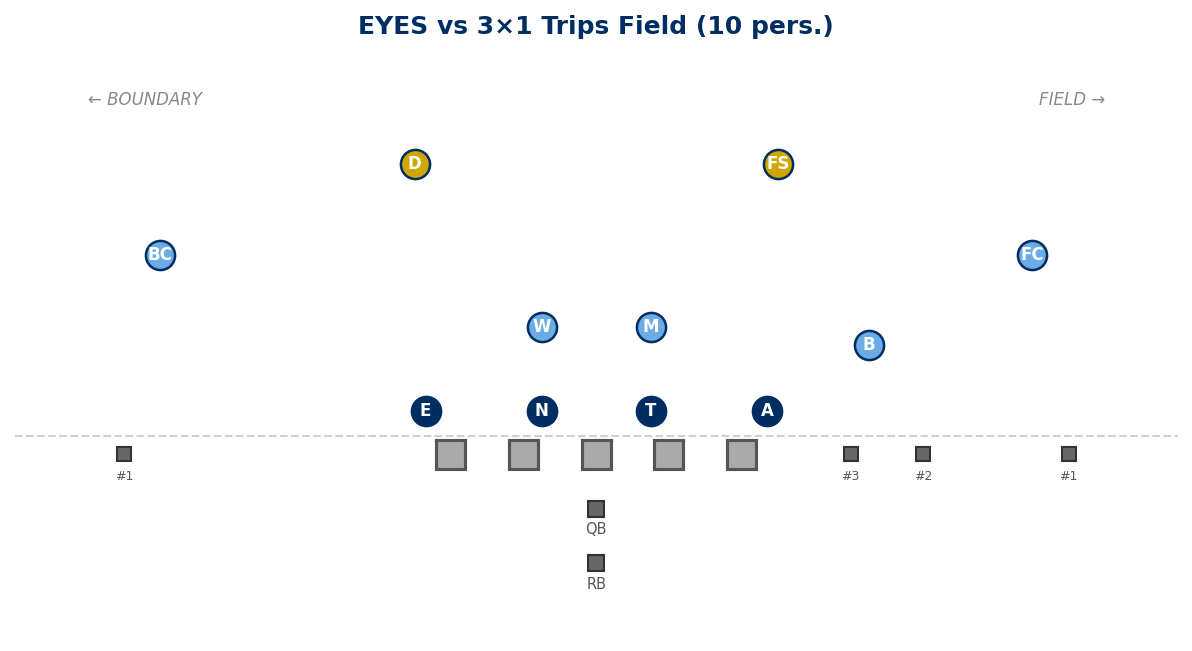 EYES vs 3×1 Trips Field (10 pers.)
← BOUNDARY
FIELD →
D
FS
BC
FC
W
M
B
E
N
T
A
#1
#3
#2
#1
QB
RB